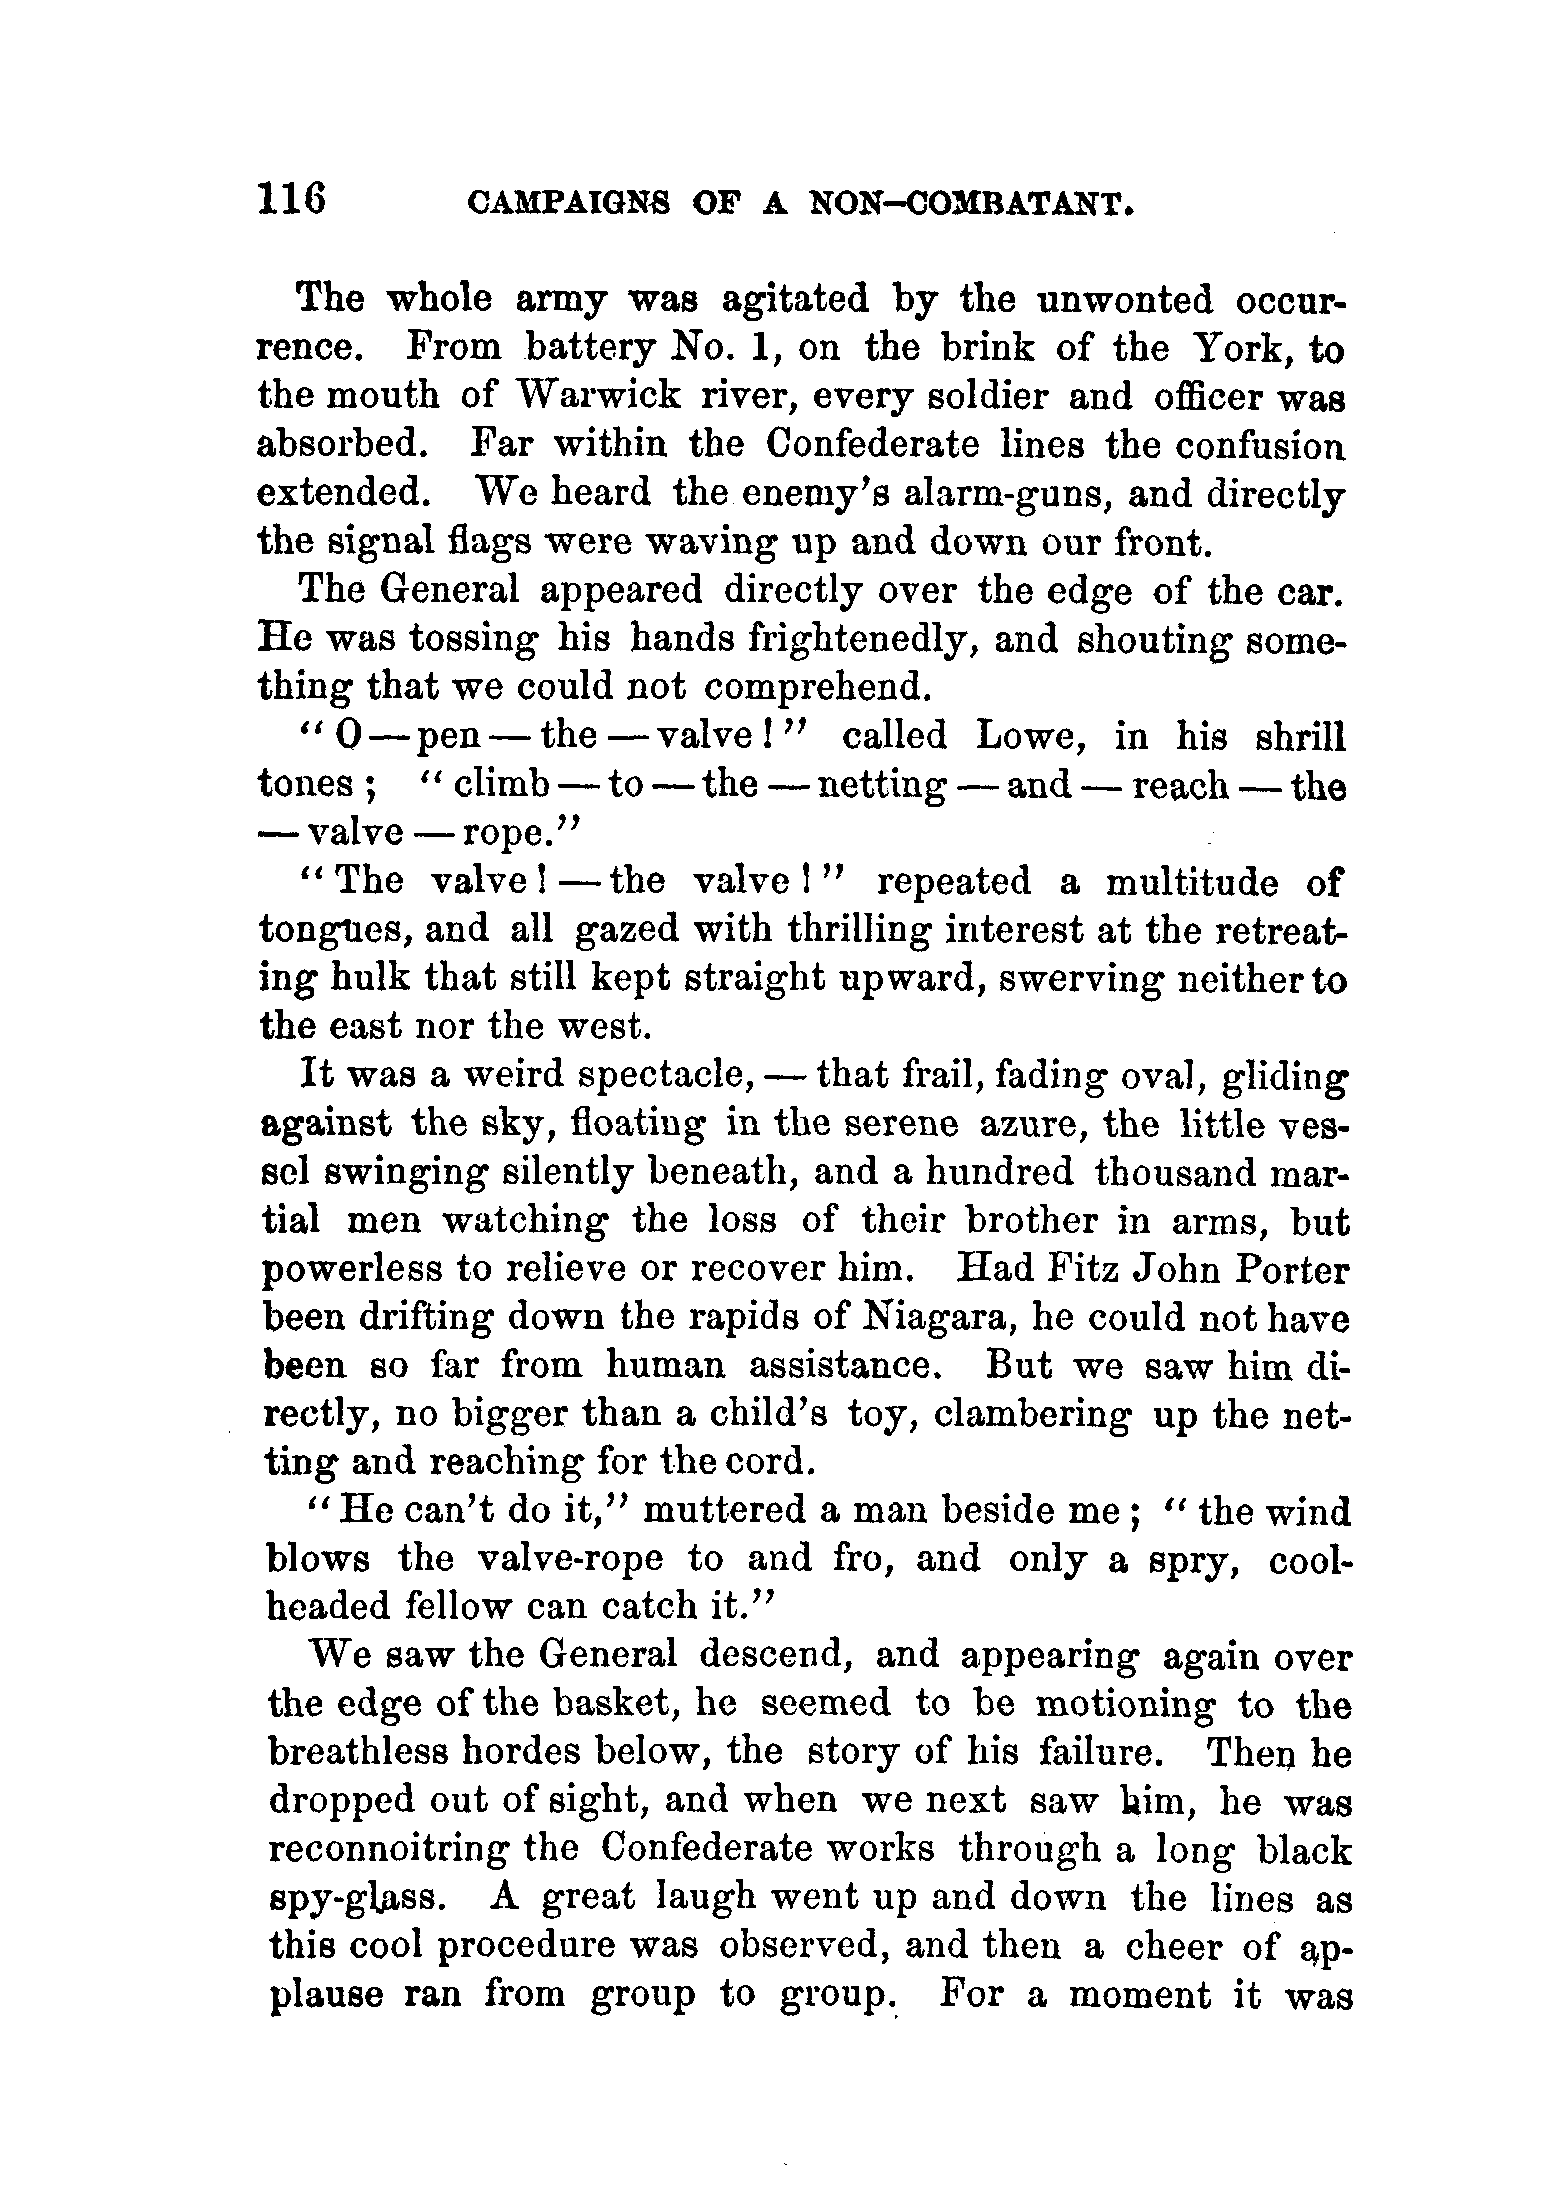 116 CAMPAIGNS OF A NON-COMBATANT.
The whole army was agitated by the unwonted occur-
rence. From battery No. 1, on the brink of the York, to
the mouth of Warwick river, every soldier and officer was
absorbed. Far within the Confederate lines the confusion
extended. We heard the enemy's alarm-guns, and directly
the signal flags were waving up and down our front.
The General appeared directly over the edge of the car.
He was tossing his hands frightenedly, and shouting some-
thing that we could not comprehend.
"O—pen—the—valve!" called Lowe, in his shrill
tones; "climb—to—the—netting—and—reach—the
—valve—rope."
"The valve!—the valve!" repeated a multitude of
tongues, and all gazed with thrilling interest at the retreat-
ing hulk that still kept straight upward, swerving neither to
the east nor the west.
It was a weird spectacle,—that frail, fading oval, gliding
against the sky, floating in the serene azure, the little ves-
sel swinging silently beneath, and a hundred thousand mar-
tial men watching the loss of their brother in arms, but
powerless to relieve or recover him. Had Fitz John Porter
been drifting down the rapids of Niagara, he could not have
been so far from human assistance. But we saw him di-
rectly, no bigger than a child's toy, clambering up the net-
ting and reaching for the cord.
"He can't do it," muttered a man beside me; "the wind
blows the valve-rope to and fro, and only a spry, cool-
headed fellow can catch it."
We saw the General descend, and appearing again over
the edge of the basket, he seemed to be motioning to the
breathless hordes below, the story of his failure. Then he
dropped out of sight, and when we next saw him, he was
reconnoitring the Confederate works through a long black
spy-glass. A great laugh went up and down the lines as
this cool procedure was observed, and then a cheer of ap-
plause ran from group to group. For a moment it was